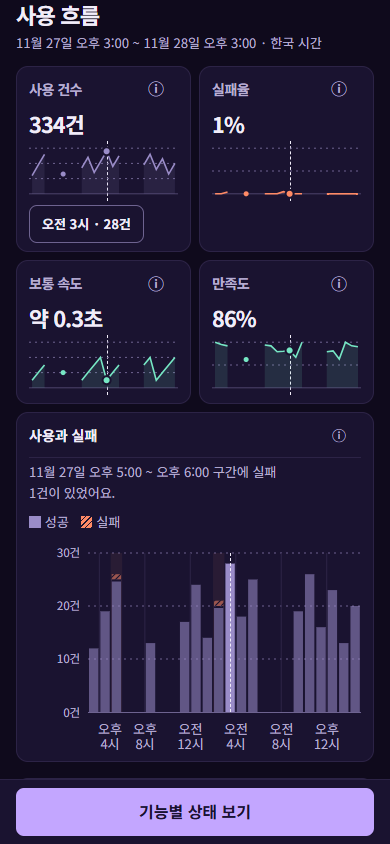 사용 흐름
11월 27일 오후 3:00 ~ 11월 28일 오후 3:00 · 한국 시간
사용 건수 ⓘ
334건
오전 3시 · 28건
실패율 ⓘ
1%
보통 속도 ⓘ
약 0.3초
만족도 ⓘ
86%
사용과 실패 ⓘ
11월 27일 오후 5:00 ~ 오후 6:00 구간에 실패
1건이 있었어요.
성공 실패
30건
20건
10건
0건
오후 오후 오전 오전 오전 오후
4시 8시 12시 4시 8시 12시
기능별 상태 보기